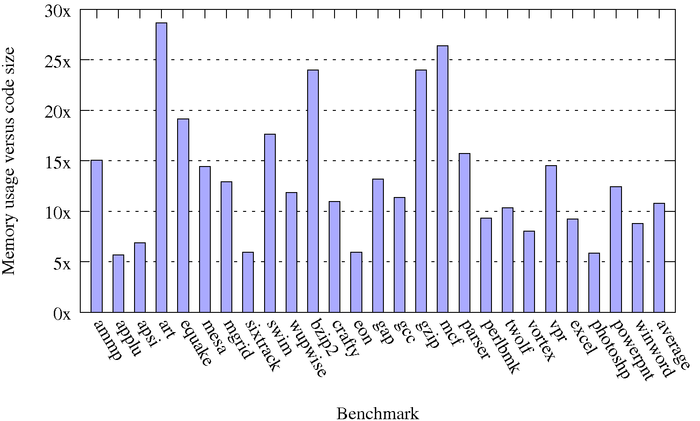 Memory usage versus code size
30x
25x
20x
15x
10x
5x
0x
ammp
applu
apsi
art
equake
mesa
mgrid
sixtrack
swim
wupwise
bzip2
crafty
eon
gap
gcc
gzip
mcf
parser
perlbmk
twolf
vortex
vpr
excel
photoshp
powerpnt
winword
average
Benchmark